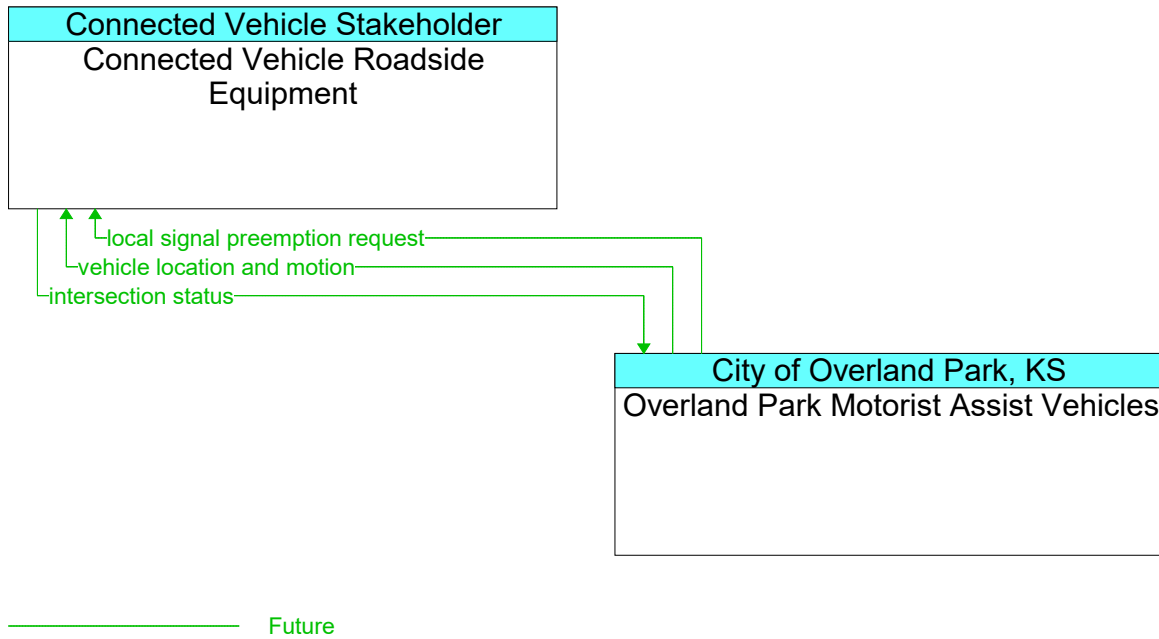 Connected Vehicle Stakeholder
Connected Vehicle Roadside
Equipment
local signal preemption request
vehicle location and motion
intersection status
City of Overland Park, KS
Overland Park Motorist Assist Vehicles
Future